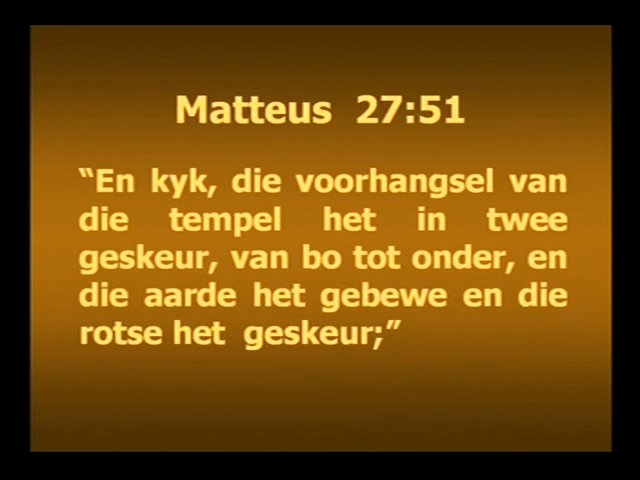 Matteus 27:51
“En kyk, die voorhangsel van
die tempel het in twee
geskeur, van bo tot onder, en
die aarde het gebewe en die
rotse het geskeur;”